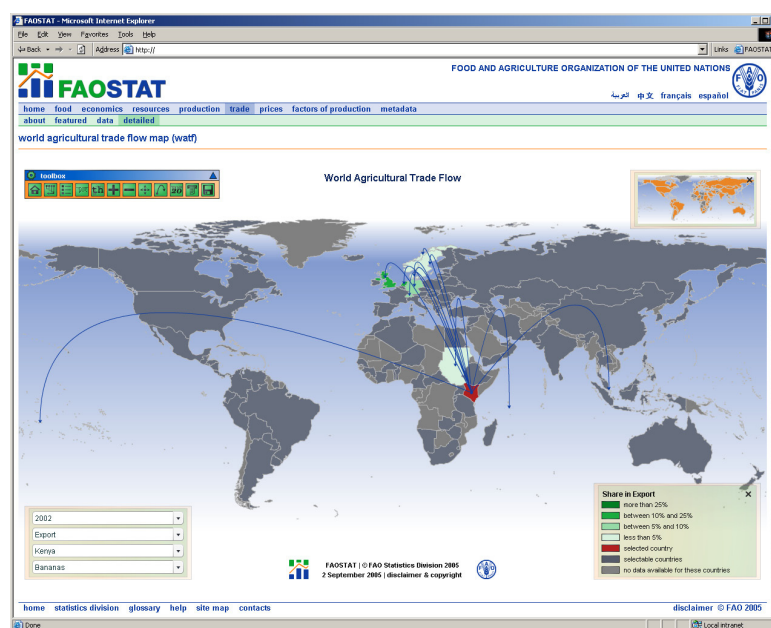 FAOSTAT - Microsoft Internet Explorer
File Edit View Favorites Tools Help
Back Address http:// Links FAOSTAT
FOOD AND AGRICULTURE ORGANIZATION OF THE UNITED NATIONS
FAOSTAT
العربية 中文 français español
home food economics resources production trade prices factors of production metadata
about featured data detailed
world agricultural trade flow map (watf)
toolbox
World Agricultural Trade Flow
2002
Export
Kenya
Bananas
Share in Export
more than 25%
between 10% and 25%
between 5% and 10%
less than 5%
selected country
selectable countries
no data available for these countries
FAOSTAT | © FAO Statistics Division 2005
2 September 2005 | disclaimer & copyright
home statistics division glossary help site map contacts
disclaimer © FAO 2005
Done
Local intranet